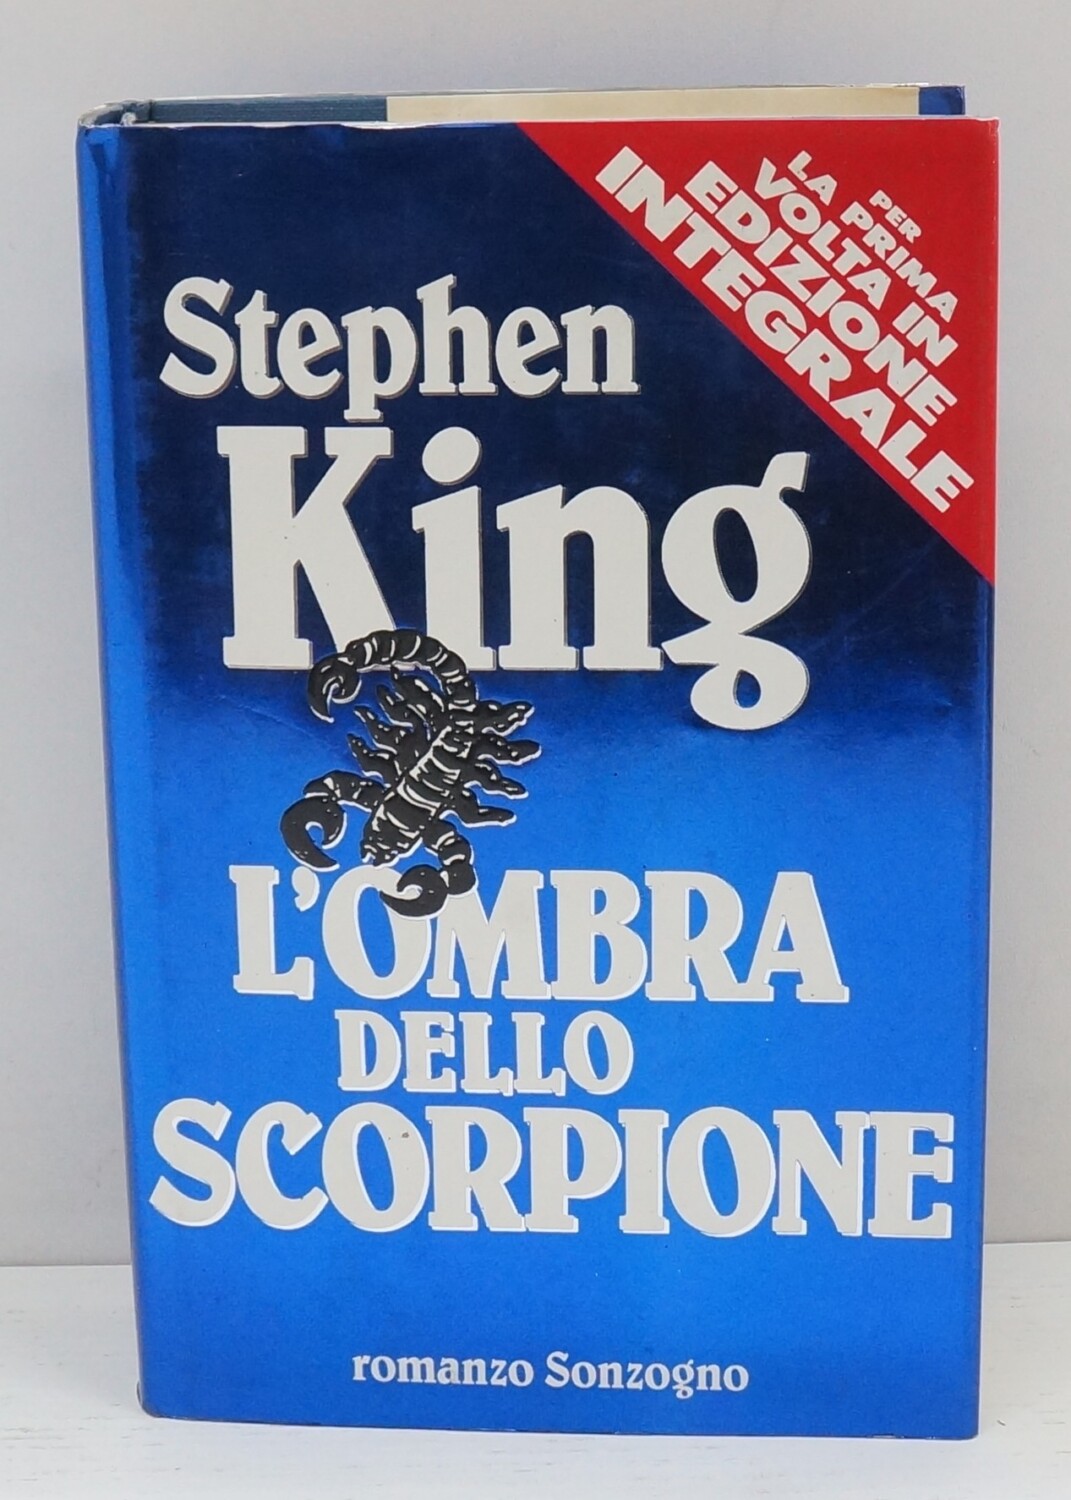 PER
LA PRIMA
VOLTA IN
EDIZIONE
INTEGRALE
Stephen
King
L'OMBRA
DELLO
SCORPIONE
romanzo Sonzogno